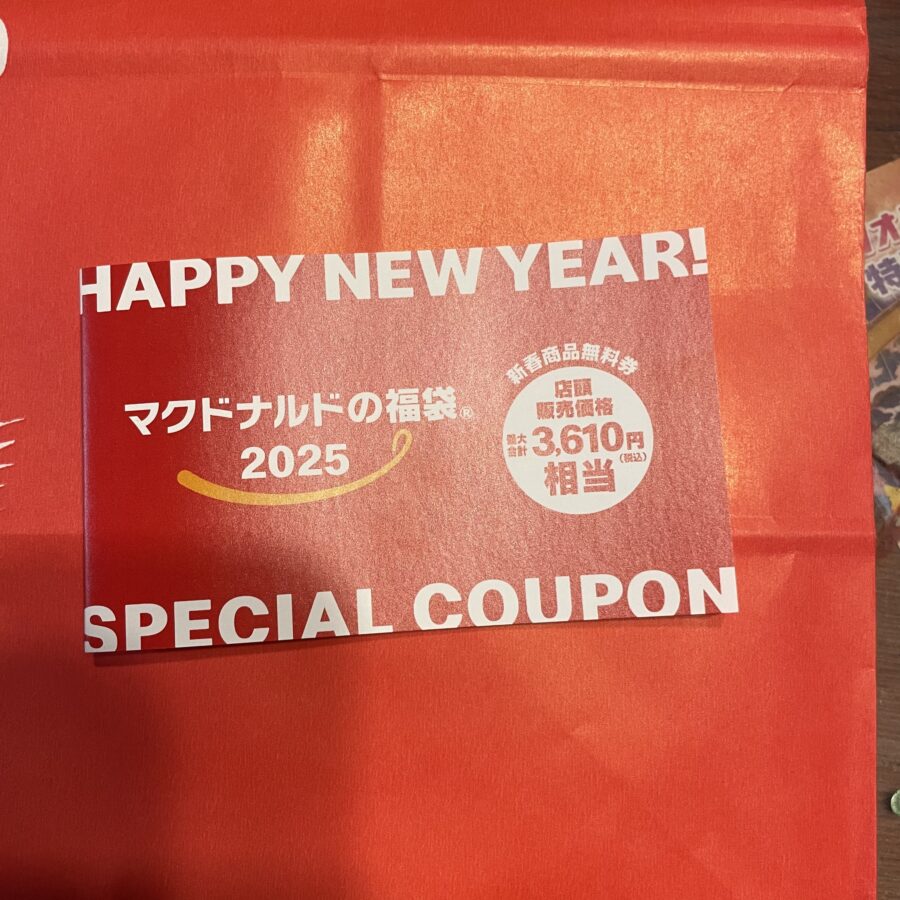 HAPPY NEW YEAR!
マクドナルドの福袋®
2025
新春商品無料券
店頭
販売価格
最大
合計
3,610円
(税込)
相当
SPECIAL COUPON
特